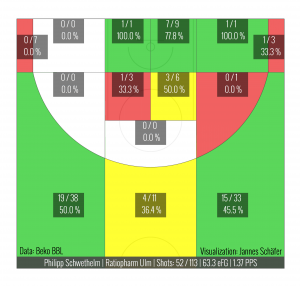 0 / 7
0.0 %
0 / 0
0.0 %
1 / 1
100.0 %
7 / 9
77.8 %
1 / 1
100.0 %
1 / 3
33.3 %
1 / 3
33.3 %
3 / 6
50.0 %
0 / 1
0.0 %
0 / 0
0.0 %
0 / 0
0.0 %
19 / 38
50.0 %
4 / 11
36.4 %
15 / 33
45.5 %
Data: Beko BBL
Visualization: Jannes Schäfer
Philipp Schwethelm | Ratiopharm Ulm | Shots: 52 / 113 | 63.3 eFG | 1.37 PPS